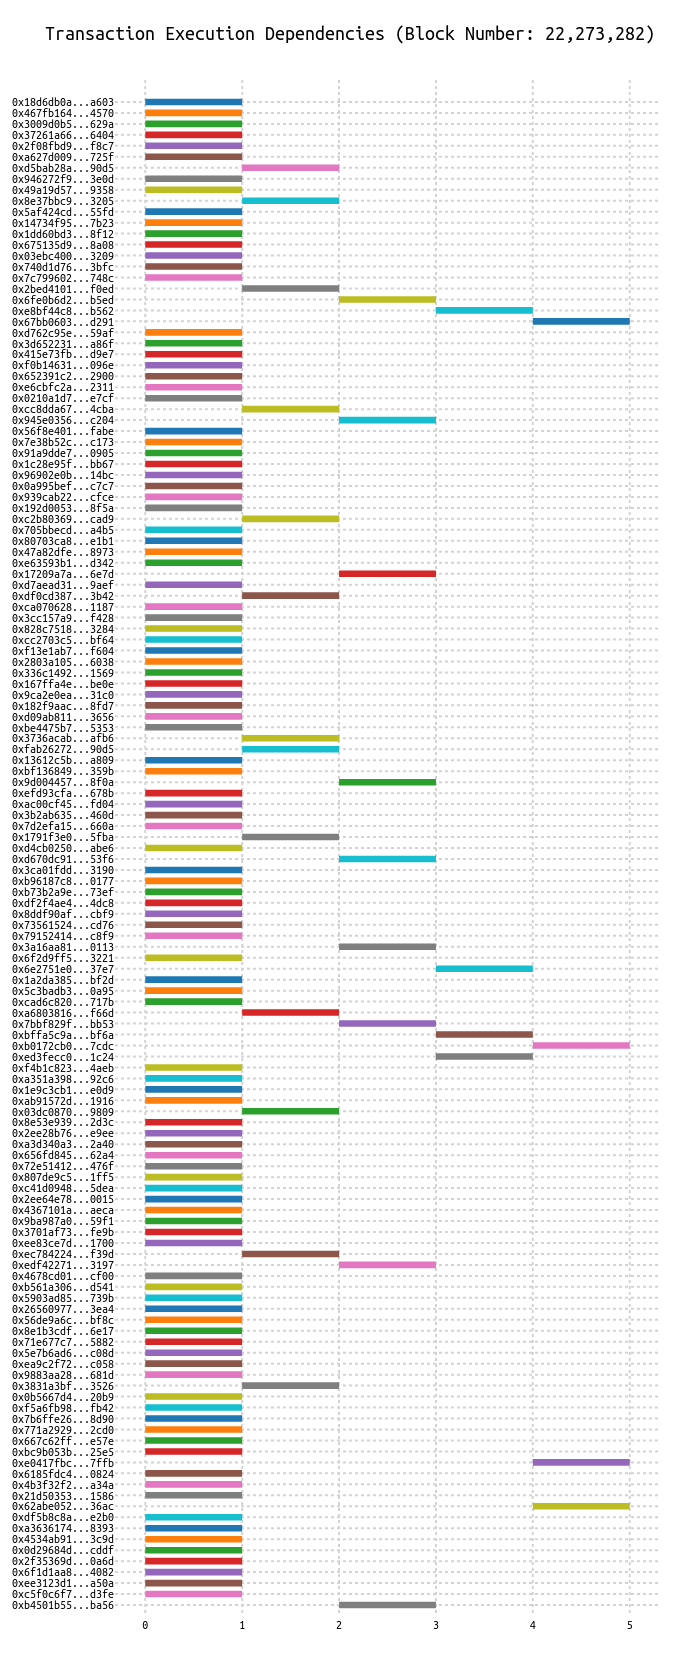 Transaction Execution Dependencies (Block Number: 22,273,282)
0x18d6db0a...a603
0x467fb164...4570
0x3009d0b5...629a
0x37261a66...6404
0x2f08fbd9...f8c7
0xa627d009...725f
0xd5bab28a...90d5
0x946272f9...3e0d
0x49a19d57...9358
0x8e37bbc9...3205
0x5af424cd...55fd
0x14734f95...7b23
0x1dd60bd3...8f12
0x675135d9...8a08
0x03ebc400...3209
0x740d1d76...3bfc
0x7c799602...748c
0x2bed4101...f0ed
0x6fe0b6d2...b5ed
0xe8bf44c8...b562
0x67bb0603...d291
0xd762c95e...59af
0x3d652231...a86f
0x415e73fb...d9e7
0xf0b14631...096e
0x652391c2...2900
0xe6cbfc2a...2311
0x0210a1d7...e7cf
0xcc8dda67...4cba
0x945e0356...c204
0x56f8e401...fabe
0x7e38b52c...c173
0x91a9dde7...0905
0x1c28e95f...bb67
0x96902e0b...14bc
0x0a995bef...c7c7
0x939cab22...cfce
0x192d0053...8f5a
0xc2b80369...cad9
0x705bbecd...a4b5
0x80703ca8...e1b1
0x47a82dfe...8973
0xe63593b1...d342
0x17209a7a...6e7d
0xd7aead31...9aef
0xdf0cd387...3b42
0xca070628...1187
0x3cc157a9...f428
0x828c7518...3284
0xcc2703c5...bf64
0xf13e1ab7...f604
0x2803a105...6038
0x336c1492...1569
0x167ffa4e...be0e
0x9ca2e0ea...31c0
0x182f9aac...8fd7
0xd09ab811...3656
0xbe4475b7...5353
0x3736acab...afb6
0xfab26272...90d5
0x13612c5b...a809
0xbf136849...359b
0x9d004457...8f0a
0xefd93cfa...678b
0xac00cf45...fd04
0x3b2ab635...460d
0x7d2efa15...660a
0x1791f3e0...5fba
0xd4cb0250...abe6
0xd670dc91...53f6
0x3ca01fdd...3190
0xb96187c8...0177
0xb73b2a9e...73ef
0xdf2f4ae4...4dc8
0x8ddf90af...cbf9
0x73561524...cd76
0x79152414...c8f9
0x3a16aa81...0113
0x6f2d9ff5...3221
0x6e2751e0...37e7
0x1a2da385...bf2d
0x5c3badb3...0a95
0xcad6c820...717b
0xa6803816...f66d
0x7bbf829f...bb53
0xbffa5c9a...bf6a
0xb0172cb0...7cdc
0xed3fecc0...1c24
0xf4b1c823...4aeb
0xa351a398...92c6
0x1e9c3cb1...e0d9
0xab91572d...1916
0x03dc0870...9809
0x8e53e939...2d3c
0x2ee28b76...e9ee
0xa3d340a3...2a40
0x656fd845...62a4
0x72e51412...476f
0x807de9c5...1ff5
0xc41d0948...5dea
0x2ee64e78...0015
0x4367101a...aeca
0x9ba987a0...59f1
0x3701af73...fe9b
0xee83ce7d...1700
0xec784224...f39d
0xedf42271...3197
0x4678cd01...cf00
0xb561a306...d541
0x5903ad85...739b
0x26560977...3ea4
0x56de9a6c...bf8c
0x8e1b3cdf...6e17
0x71e677c7...5882
0x5e7b6ad6...c08d
0xea9c2f72...c058
0x9883aa28...681d
0x3831a3bf...3526
0x0b5667d4...20b9
0xf5a6fb98...fb42
0x7b6ffe26...8d90
0x771a2929...2cd0
0x667c62ff...e57e
0xbc9b053b...25e5
0xe0417fbc...7ffb
0x6185fdc4...0824
0x4b3f32f2...a34a
0x21d50353...1586
0x62abe052...36ac
0xdf5b8c8a...e2b0
0xa3636174...8393
0x4534ab91...3c9d
0x0d29684d...cddf
0x2f35369d...0a6d
0x6f1d1aa8...4082
0xee3123d1...a50a
0xc5f0c6f7...d3fe
0xb4501b55...ba56
0 1 2 3 4 5